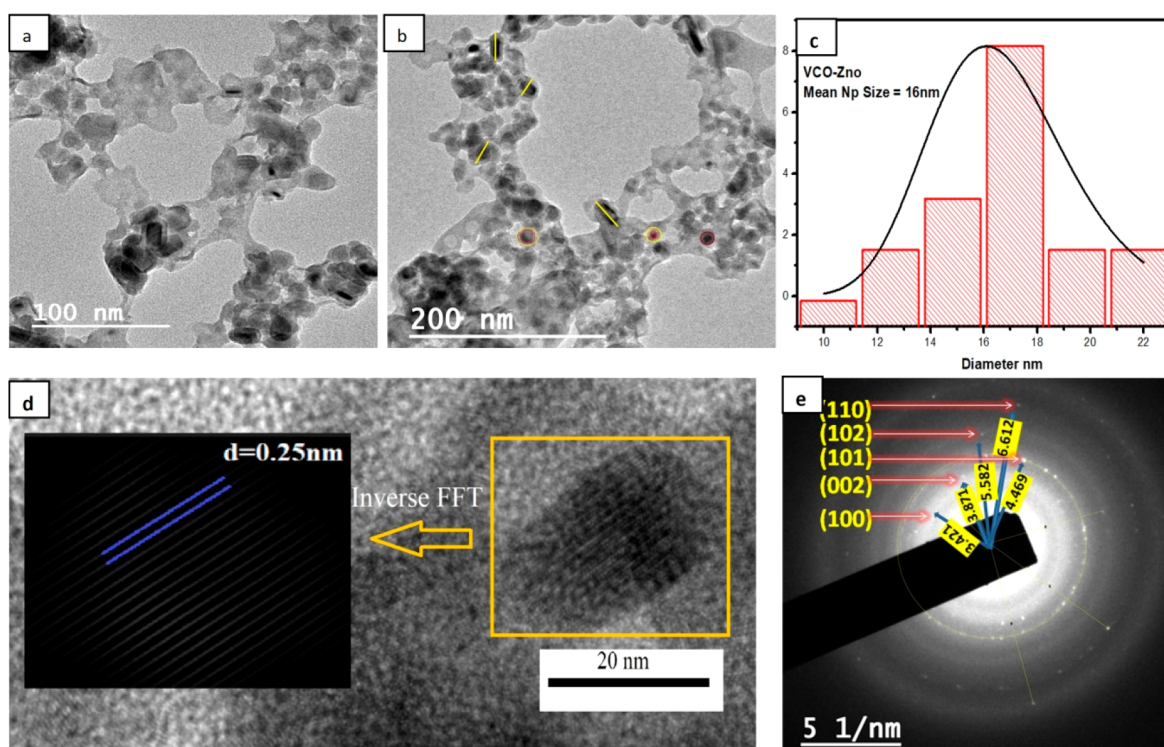 a
100 nm
b
200 nm
c
VCO-Zno
Mean Np Size = 16nm
8
6
4
2
0
10 12 14 16 18 20 22
Diameter nm
d
d=0.25nm
Inverse FFT
20 nm
e
(110)
(102)
(101)
(002)
(100)
6.612
5.582
4.469
3.871
3.421
5 1/nm